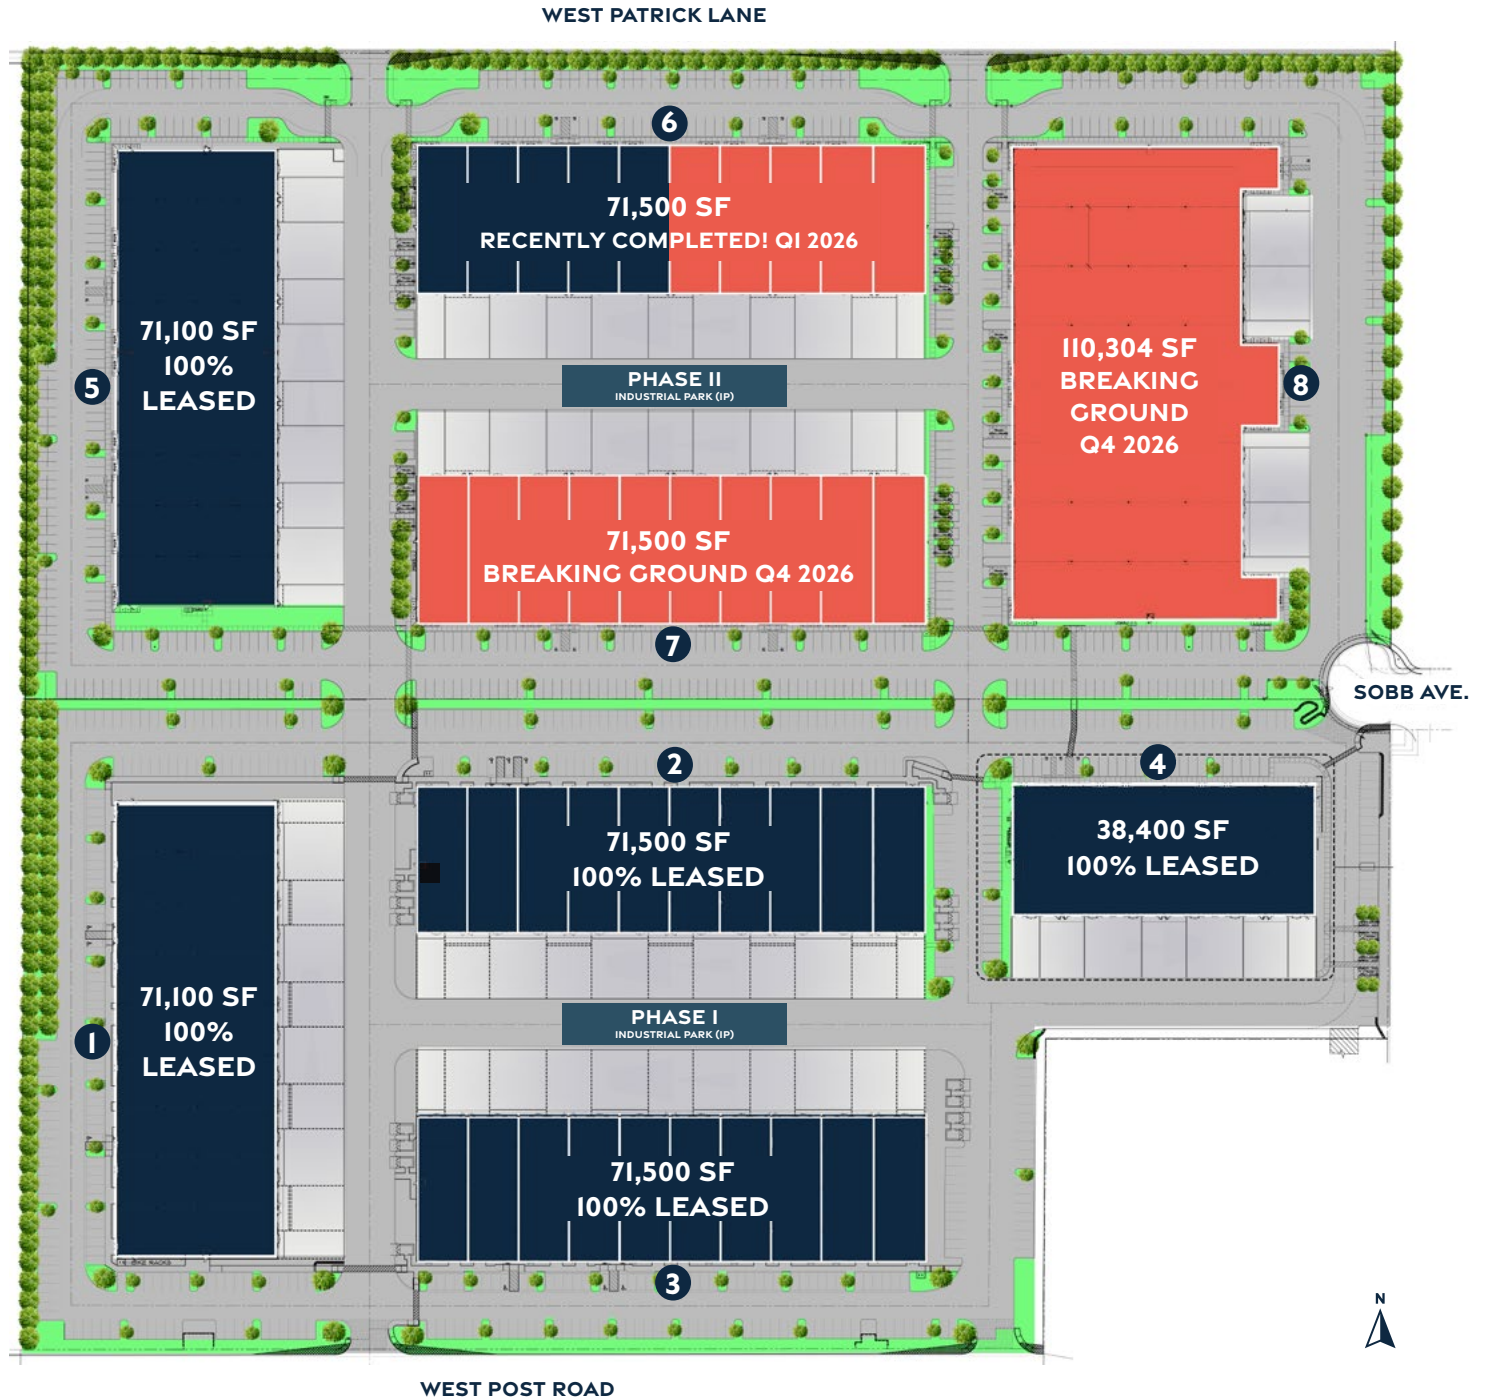 WEST PATRICK LANE
6
71,500 SF
RECENTLY COMPLETED! Q1 2026
71,100 SF
100%
LEASED
5
110,304 SF
BREAKING
GROUND
Q4 2026
8
PHASE II
INDUSTRIAL PARK (IP)
71,500 SF
BREAKING GROUND Q4 2026
7
SOBB AVE.
2
71,500 SF
100% LEASED
4
38,400 SF
100% LEASED
71,100 SF
100%
LEASED
1
PHASE I
INDUSTRIAL PARK (IP)
71,500 SF
100% LEASED
3
N
WEST POST ROAD